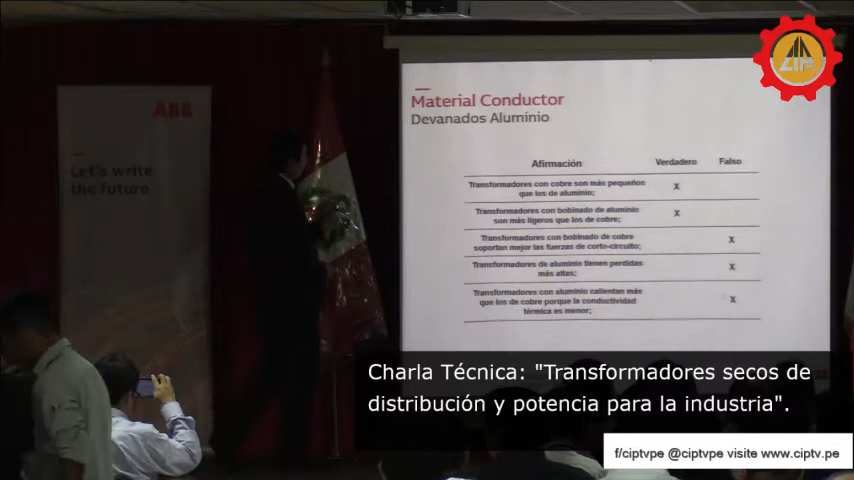 ABB
Let's write
the future
CIP
Material Conductor
Devanados Aluminio
Afirmación Verdadero Falso
Transformadores con cobre son más pequeños
que los de aluminio; X
Transformadores con bobinado de aluminio
son más ligeros que los de cobre; X
Transformadores con bobinado de cobre
soportan mejor las fuerzas de corto-circuito; X
Transformadores de aluminio tienen perdidas
más altas; X
Transformadores con aluminio calientan más
que los de cobre porque la conductividad
térmica es menor; X
Charla Técnica: "Transformadores secos de
distribución y potencia para la industria".
f/ciptvpe @ciptvpe visite www.ciptv.pe